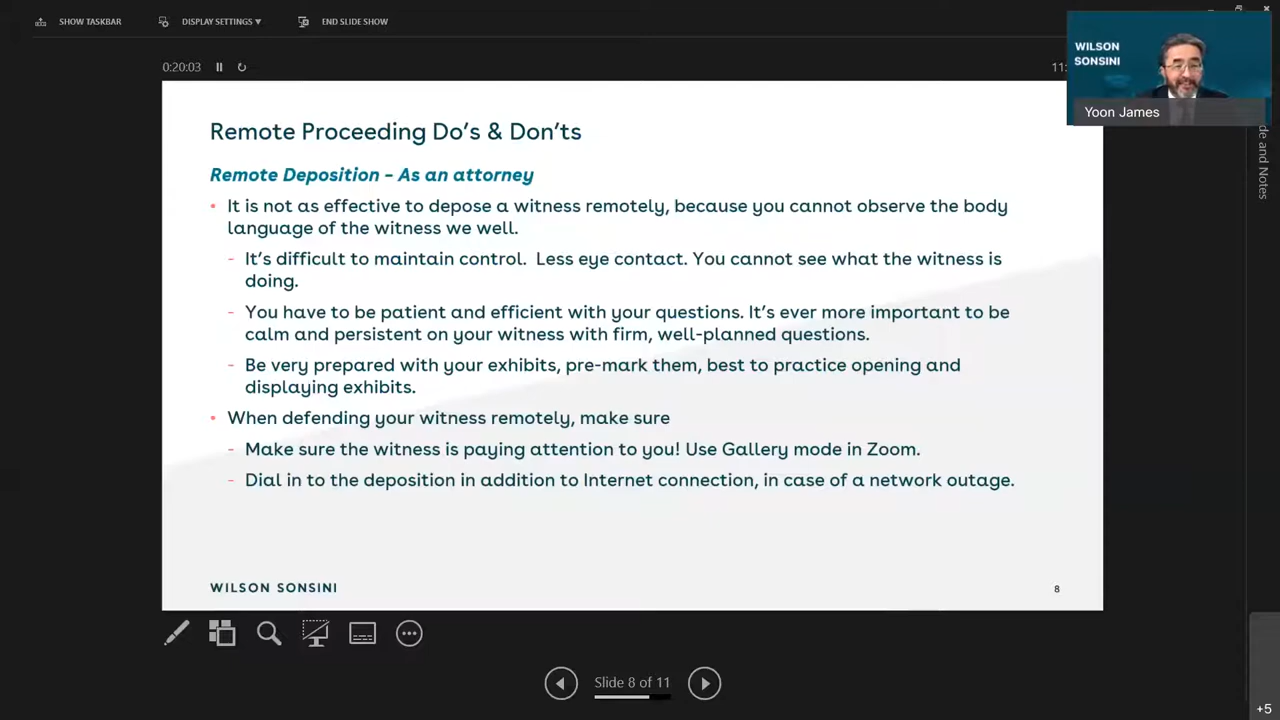 SHOW TASKBAR DISPLAY SETTINGS ▼ END SLIDE SHOW
WILSON
SONSINI
Yoon James
0:20:03 11:
Remote Proceeding Do's & Don'ts
Remote Deposition – As an attorney
• It is not as effective to depose a witness remotely, because you cannot observe the body
language of the witness we well.
- It's difficult to maintain control. Less eye contact. You cannot see what the witness is
doing.
- You have to be patient and efficient with your questions. It's ever more important to be
calm and persistent on your witness with firm, well-planned questions.
- Be very prepared with your exhibits, pre-mark them, best to practice opening and
displaying exhibits.
• When defending your witness remotely, make sure
- Make sure the witness is paying attention to you! Use Gallery mode in Zoom.
- Dial in to the deposition in addition to Internet connection, in case of a network outage.
WILSON SONSINI 8
Slide 8 of 11
de and Notes
+5